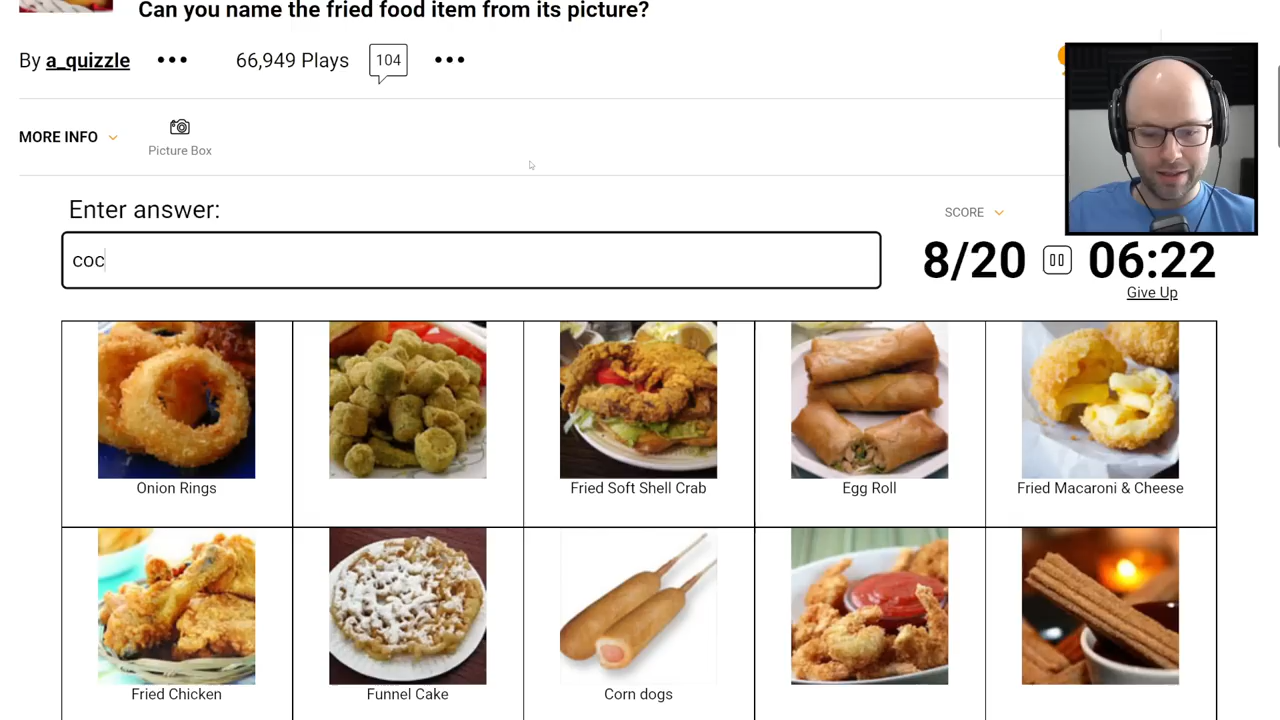 Can you name the fried food item from its picture?
By a_quizzle ••• 66,949 Plays 104 •••
MORE INFO
Picture Box
Enter answer:
SCORE
coc
8/20 06:22
Give Up
Onion Rings
Fried Soft Shell Crab
Egg Roll
Fried Macaroni & Cheese
Fried Chicken
Funnel Cake
Corn dogs